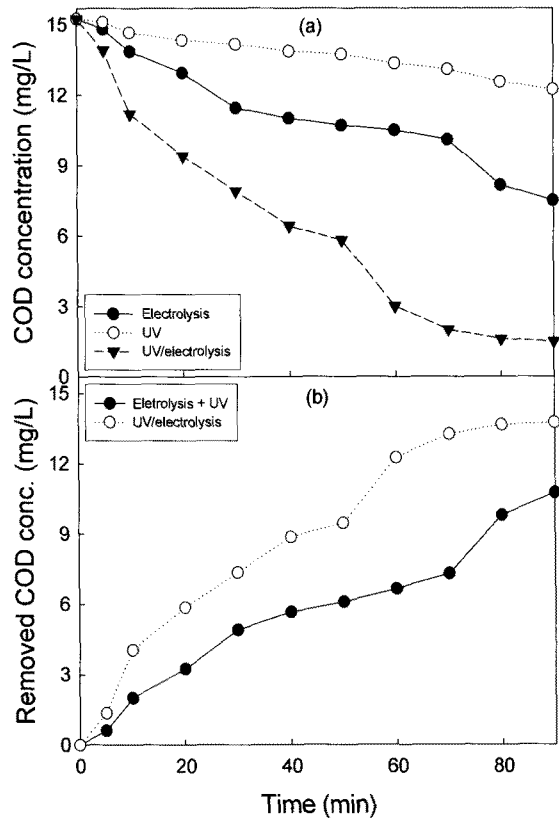 (a)
COD concentration (mg/L)
15
12
9
6
3
0
Electrolysis
UV
UV/electrolysis
(b)
Removed COD conc. (mg/L)
15
12
9
6
3
0
Eletrolysis + UV
UV/electrolysis
0 20 40 60 80
Time (min)